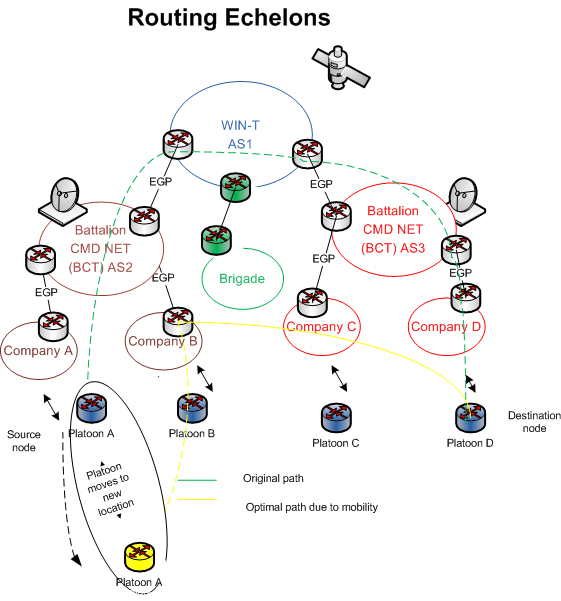 Routing Echelons
WIN-T
AS1
EGP
EGP
Battalion
CMD NET
(BCT) AS2
Battalion
CMD NET
(BCT) AS3
EGP
EGP
EGP
EGP
Brigade
Company A
Company B
Company C
Company D
Source
node
Platoon A
Platoon B
Platoon C
Platoon D
Destination
node
Platoon
moves to
new
location
Original path
Optimal path due to mobility
Platoon A